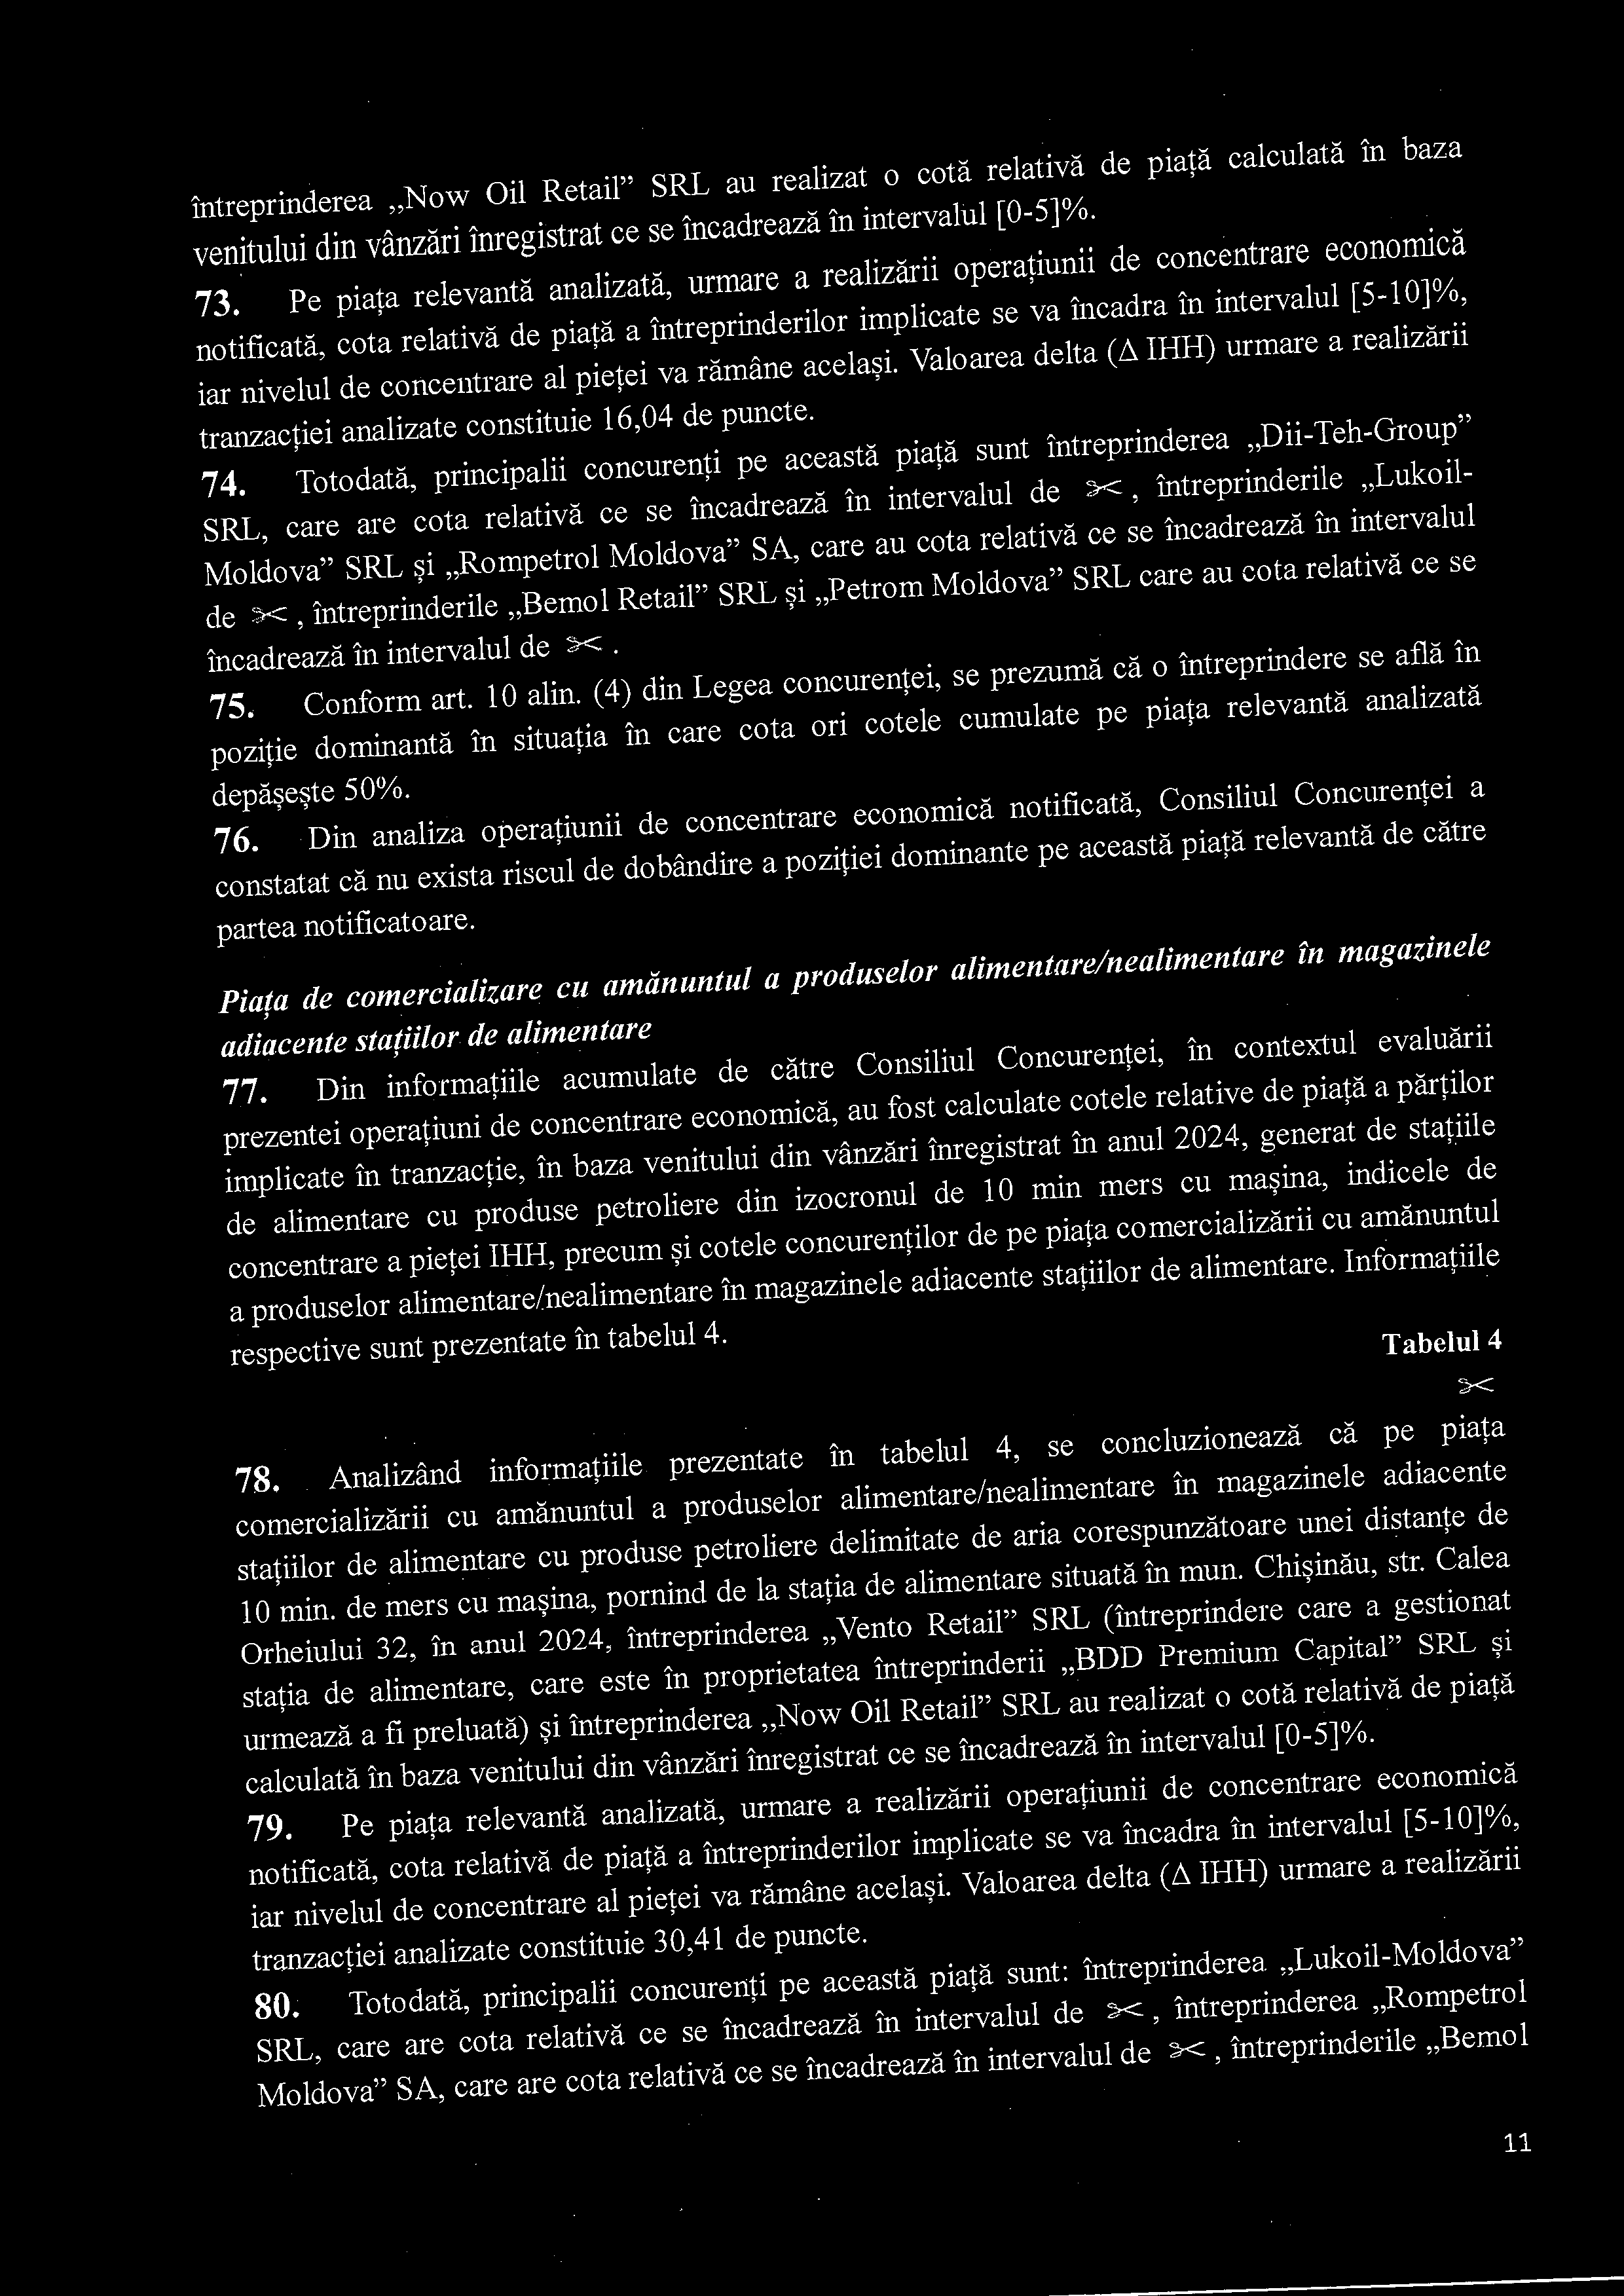 întreprinderea „Now Oil Retail” SRL au realizat o cotă relativă de piață calculată în baza
venitului din vânzări înregistrat ce se încadrează în intervalul [0-5]%.
73. Pe piața relevantă analizată, urmare a realizării operațiunii de concentrare economică
notificată, cota relativă de piață a întreprinderilor implicate se va încadra în intervalul [5-10]%,
iar nivelul de concentrare al pieței va rămâne același. Valoarea delta (Δ IHH) urmare a realizării
tranzacției analizate constituie 16,04 de puncte.
74. Totodată, principalii concurenți pe această piață sunt întreprinderea „Dii-Teh-Group”
SRL, care are cota relativă ce se încadrează în intervalul de ✂, întreprinderile „Lukoil-
Moldova” SRL și „Rompetrol Moldova” SA, care au cota relativă ce se încadrează în intervalul
de ✂, întreprinderile „Bemol Retail” SRL și „Petrom Moldova” SRL care au cota relativă ce se
încadrează în intervalul de ✂.
75. Conform art. 10 alin. (4) din Legea concurenței, se prezumă că o întreprindere se află în
poziție dominantă în situația în care cota ori cotele cumulate pe piața relevantă analizată
depășește 50%.
76. Din analiza operațiunii de concentrare economică notificată, Consiliul Concurenței a
constatat că nu exista riscul de dobândire a poziției dominante pe această piață relevantă de către
partea notificatoare.
Piața de comercializare cu amănuntul a produselor alimentare/nealimentare în magazinele
adiacente stațiilor de alimentare
77. Din informațiile acumulate de către Consiliul Concurenței, în contextul evaluării
prezentei operațiuni de concentrare economică, au fost calculate cotele relative de piață a părților
implicate în tranzacție, în baza venitului din vânzări înregistrat în anul 2024, generat de stațiile
de alimentare cu produse petroliere din izocronul de 10 min mers cu mașina, indicele de
concentrare a pieței IHH, precum și cotele concurenților de pe piața comercializării cu amănuntul
a produselor alimentare/nealimentare în magazinele adiacente stațiilor de alimentare. Informațiile
respective sunt prezentate în tabelul 4.
Tabelul 4
✂
78. Analizând informațiile prezentate în tabelul 4, se concluzionează că pe piața
comercializării cu amănuntul a produselor alimentare/nealimentare în magazinele adiacente
stațiilor de alimentare cu produse petroliere delimitate de aria corespunzătoare unei distanțe de
10 min. de mers cu mașina, pornind de la stația de alimentare situată în mun. Chișinău, str. Calea
Orheiului 32, în anul 2024, întreprinderea „Vento Retail” SRL (întreprindere care a gestionat
stația de alimentare, care este în proprietatea întreprinderii „BDD Premium Capital” SRL și
urmează a fi preluată) și întreprinderea „Now Oil Retail” SRL au realizat o cotă relativă de piață
calculată în baza venitului din vânzări înregistrat ce se încadrează în intervalul [0-5]%.
79. Pe piața relevantă analizată, urmare a realizării operațiunii de concentrare economică
notificată, cota relativă de piață a întreprinderilor implicate se va încadra în intervalul [5-10]%,
iar nivelul de concentrare al pieței va rămâne același. Valoarea delta (Δ IHH) urmare a realizării
tranzacției analizate constituie 30,41 de puncte.
80. Totodată, principalii concurenți pe această piață sunt: întreprinderea „Lukoil-Moldova”
SRL, care are cota relativă ce se încadrează în intervalul de ✂, întreprinderea „Rompetrol
Moldova” SA, care are cota relativă ce se încadrează în intervalul de ✂, întreprinderile „Bemol
11